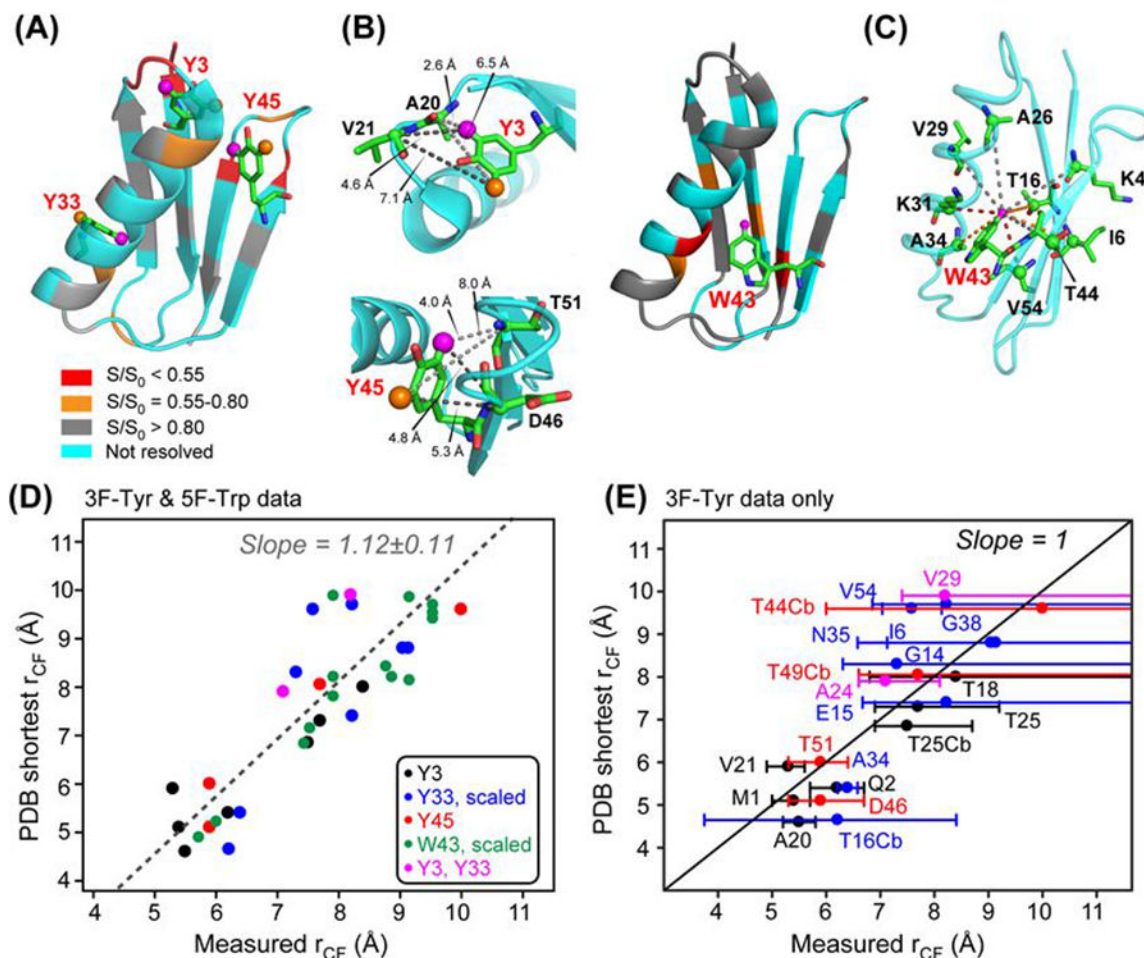 (A)
Y3
Y45
Y33
S/S0 < 0.55
S/S0 = 0.55-0.80
S/S0 > 0.80
Not resolved
(B)
2.6 Å
6.5 Å
A20
V21
Y3
4.6 Å
7.1 Å
4.0 Å
8.0 Å
T51
Y45
D46
4.8 Å
5.3 Å
W43
(C)
A26
V29
T16
K4
K31
A34
I6
W43
T44
V54
(D) 3F-Tyr & 5F-Trp data
Slope = 1.12±0.11
11
10
9
8
7
6
5
4
PDB shortest rCF (Å)
Y3
Y33, scaled
Y45
W43, scaled
Y3, Y33
4 5 6 7 8 9 10 11
Measured rCF (Å)
(E) 3F-Tyr data only
Slope = 1
11
10
9
8
7
6
5
4
PDB shortest rCF (Å)
V29
V54
T44Cb
G38
N35
I6
G14
T49Cb
A24
T18
E15
T25
T25Cb
T51
A34
V21
Q2
M1
D46
A20
T16Cb
4 5 6 7 8 9 10 11
Measured rCF (Å)